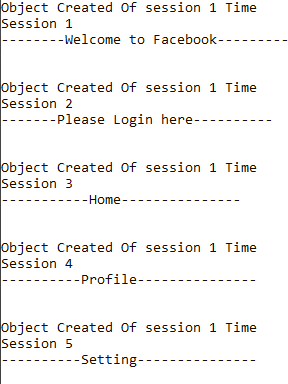 Object Created Of session 1 Time
Session 1
--------Welcome to Facebook---------
Object Created Of session 1 Time
Session 2
-------Please Login here----------
Object Created Of session 1 Time
Session 3
-----------Home---------------
Object Created Of session 1 Time
Session 4
----------Profile---------------
Object Created Of session 1 Time
Session 5
----------Setting---------------